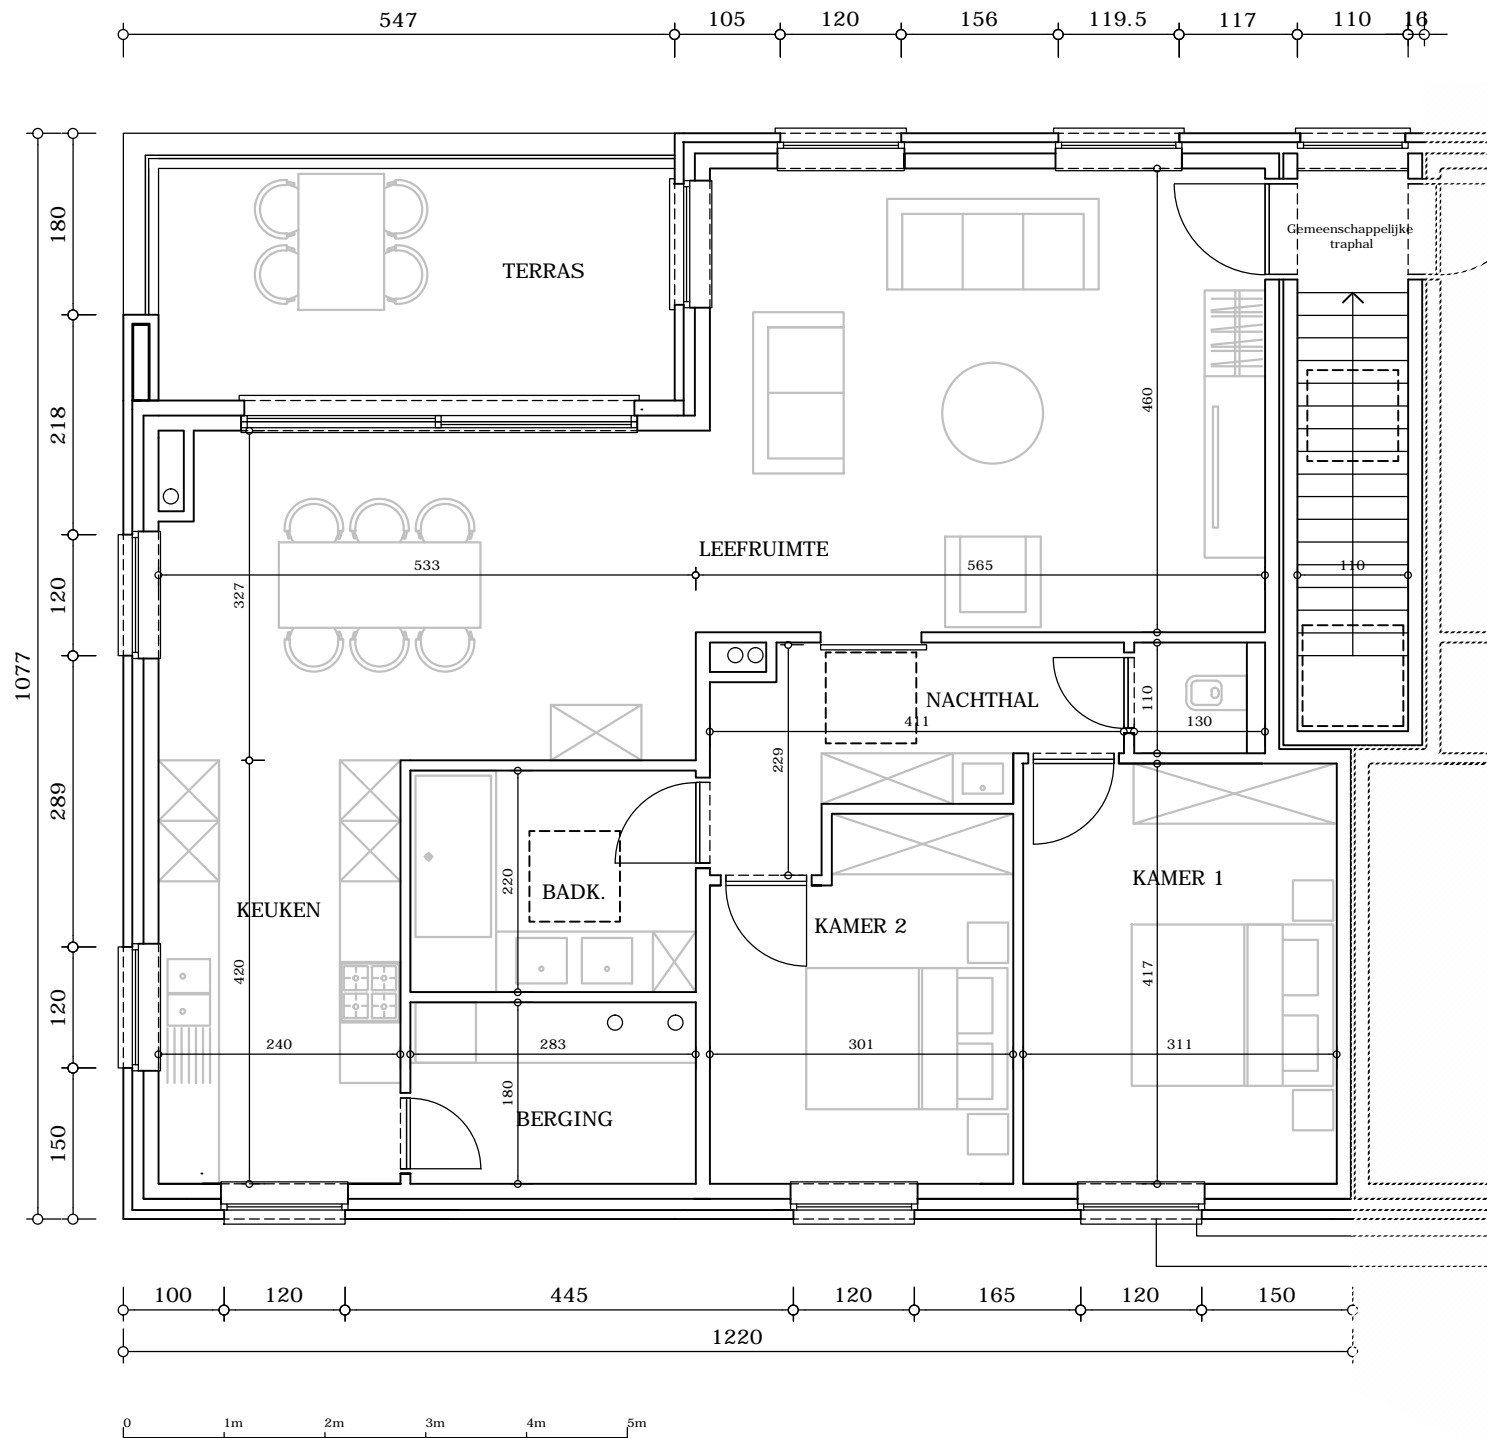 547 105 120 156 119.5 117 110 16
180
218
120
289
120
150
1077
Gemeenschappelijke
traphal
TERRAS
460
LEEFRUIMTE
533 565 110
327
NACHTHAL
411
110
130
229
KAMER 1
KAMER 2
BADK.
220
KEUKEN
420
417
240 283 301 311
180
BERGING
100 120 445 120 165 120 150
1220
0 1m 2m 3m 4m 5m